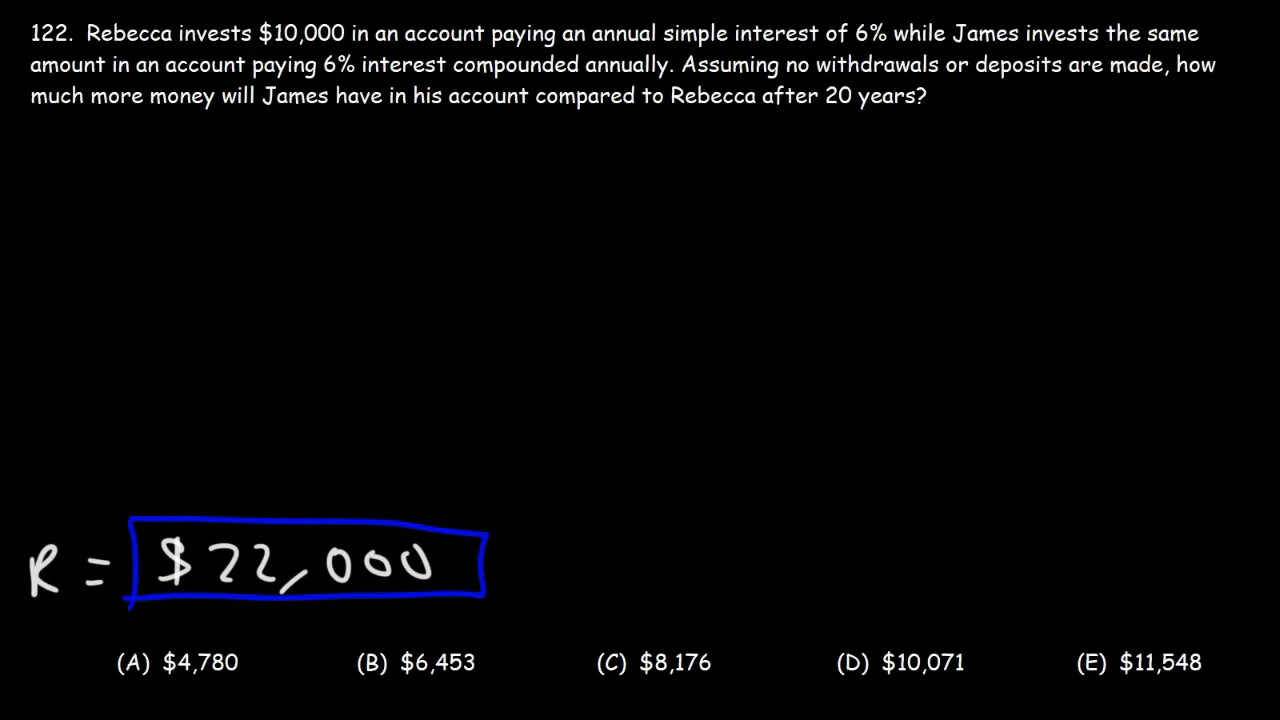 122. Rebecca invests $10,000 in an account paying an annual simple interest of 6% while James invests the same
amount in an account paying 6% interest compounded annually. Assuming no withdrawals or deposits are made, how
much more money will James have in his account compared to Rebecca after 20 years?
R = $22,000
(A) $4,780 (B) $6,453 (C) $8,176 (D) $10,071 (E) $11,548